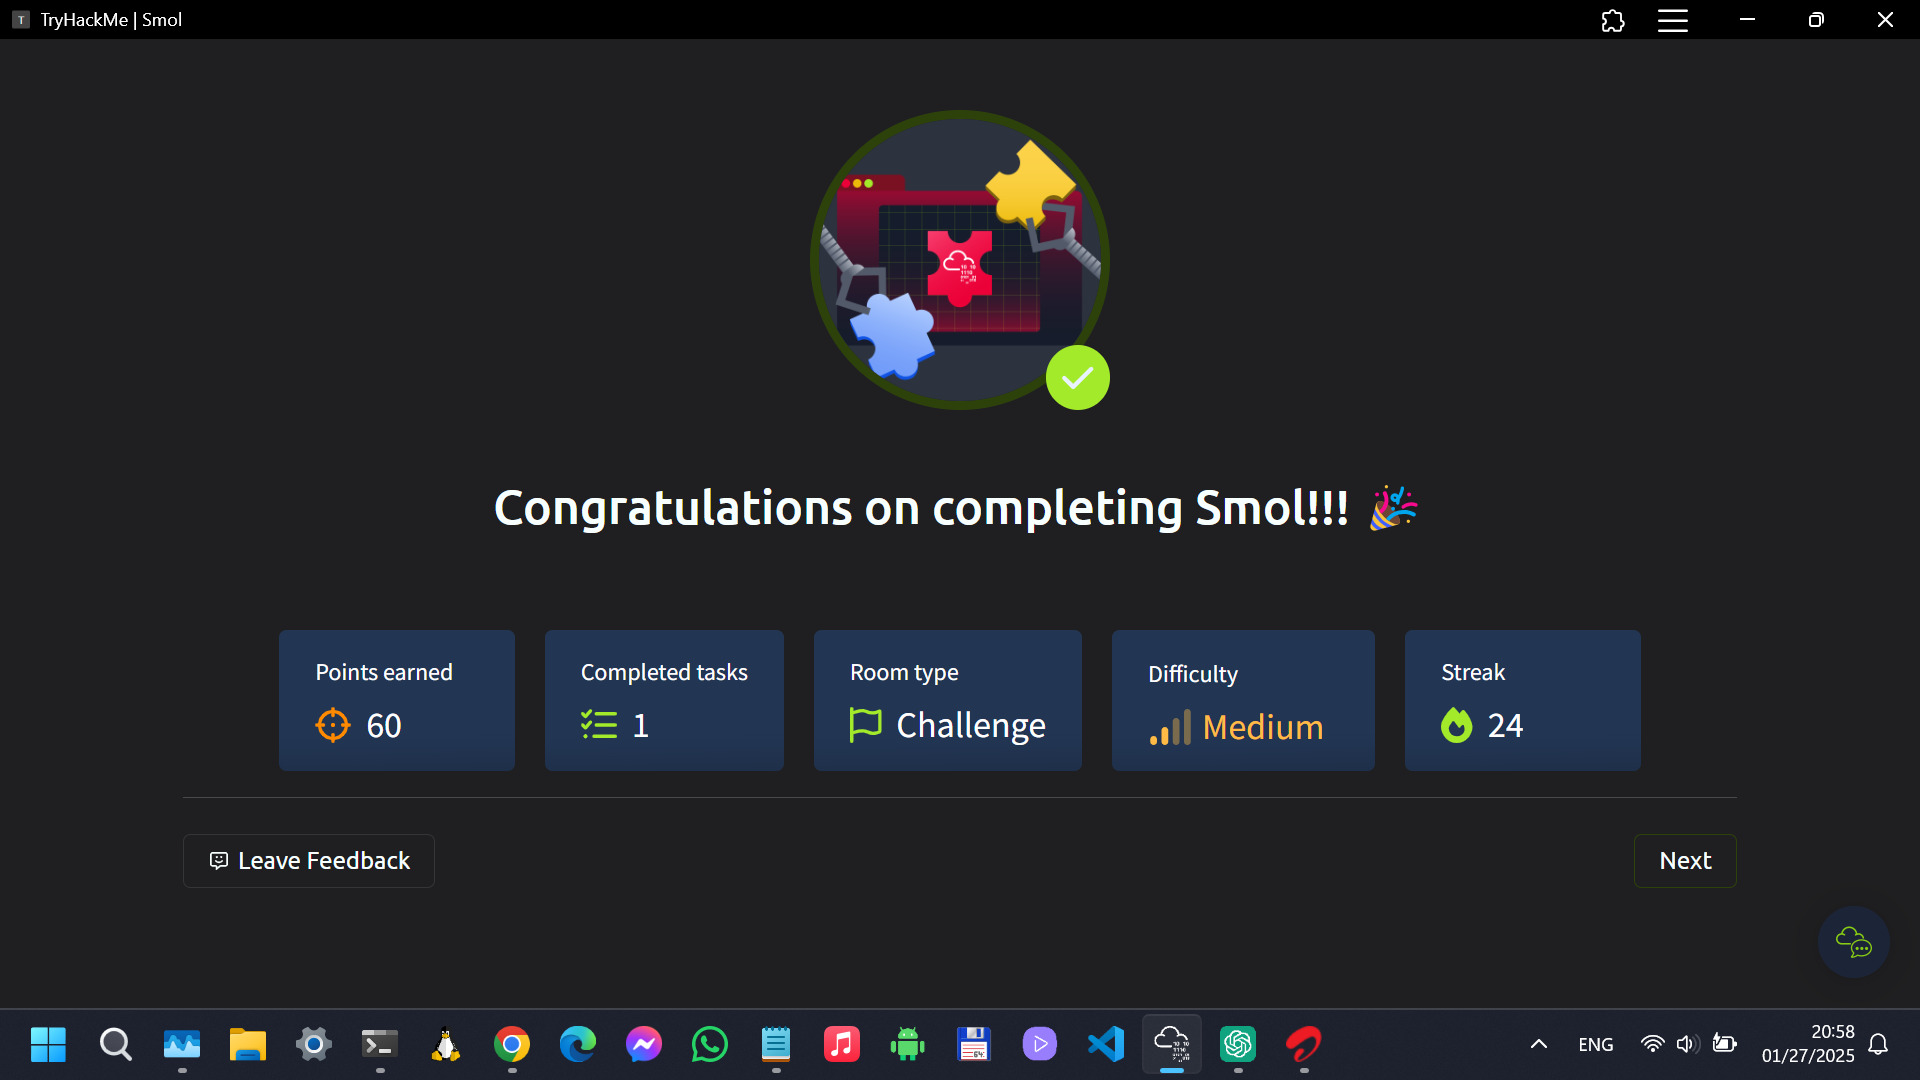 TryHackMe | Smol
Congratulations on completing Smol!!! 🎉
Points earned
60
Completed tasks
1
Room type
Challenge
Difficulty
Medium
Streak
24
Leave Feedback
Next
ENG
20:58
01/27/2025